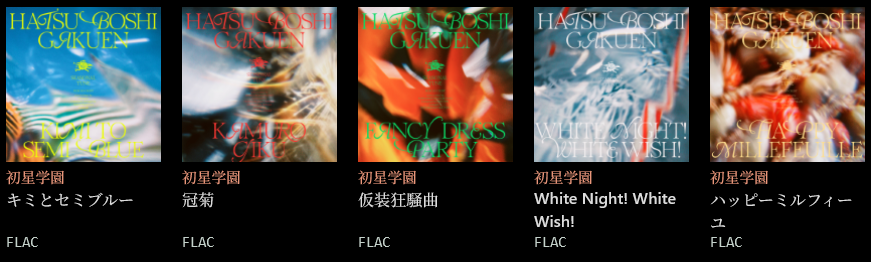 HATSUBOSHI
GAKUEN
KIMI TO
SEMI BLUE
初星学園
キミとセミブルー
FLAC
HATSUBOSHI
GAKUEN
KAMURO
GIKU
初星学園
冠菊
FLAC
HATSUBOSHI
GAKUEN
FANCY DRESS
PARTY
初星学園
仮装狂騒曲
FLAC
HATSUBOSHI
GAKUEN
WHITE NIGHT!
WHITE WISH!
初星学園
White Night! White
Wish!
FLAC
HATSUBOSHI
GAKUEN
HAPPY
MILLEFEUILLE
初星学園
ハッピーミルフィー
ユ
FLAC